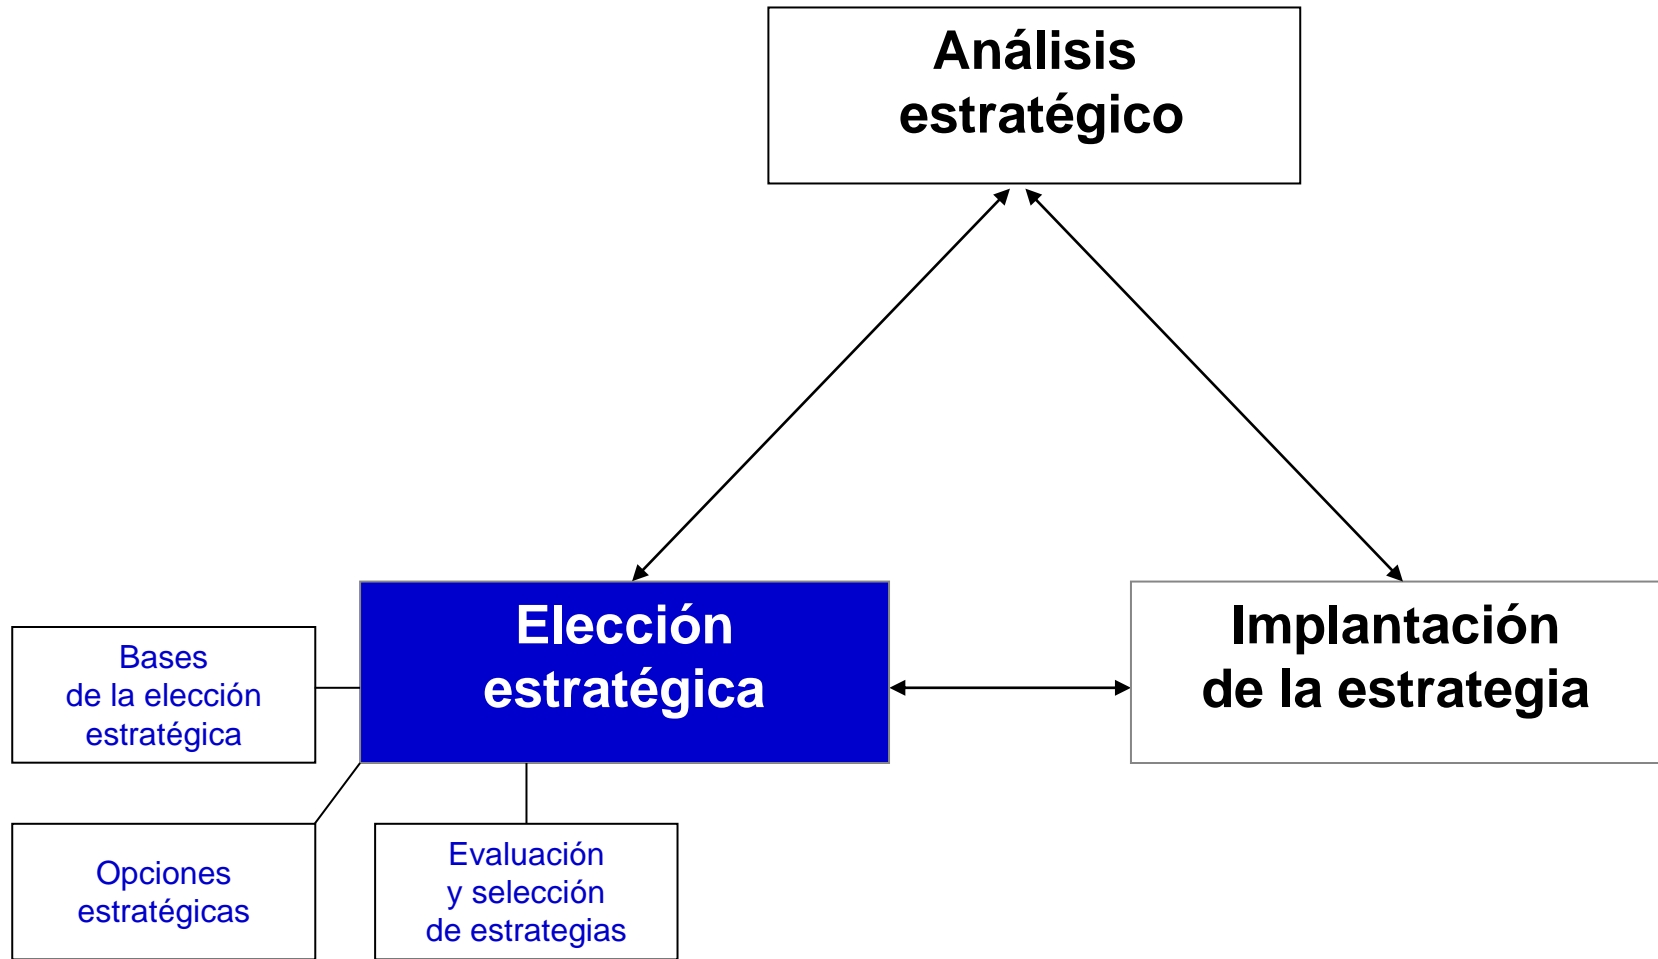 Análisis
estratégico
Elección
estratégica
Implantación
de la estrategia
Bases
de la elección
estratégica
Opciones
estratégicas
Evaluación
y selección
de estrategias